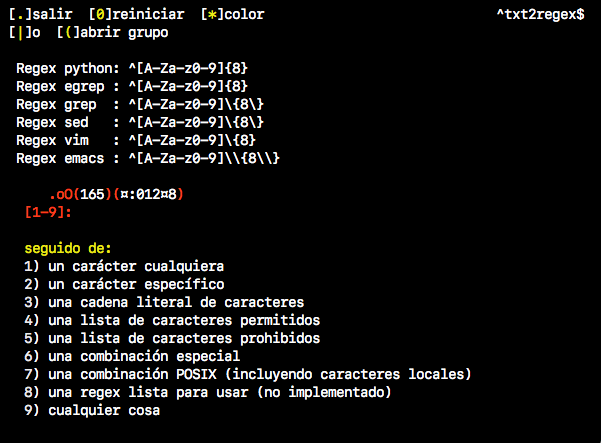 [.]salir  [0]reiniciar  [*]color                             ^txt2regex$
[|]o  [(]abrir grupo
Regex python: ^[A-Za-z0-9]{8}
Regex egrep : ^[A-Za-z0-9]{8}
Regex grep  : ^[A-Za-z0-9]\{8\}
Regex sed   : ^[A-Za-z0-9]\{8\}
Regex vim   : ^[A-Za-z0-9]\{8}
Regex emacs : ^[A-Za-z0-9]\\{8\\}
.oO(165)(¤:012¤8)
[1-9]:
seguido de:
1) un carácter cualquiera
2) un carácter específico
3) una cadena literal de caracteres
4) una lista de caracteres permitidos
5) una lista de caracteres prohibidos
6) una combinación especial
7) una combinación POSIX (incluyendo caracteres locales)
8) una regex lista para usar (no implementado)
9) cualquier cosa